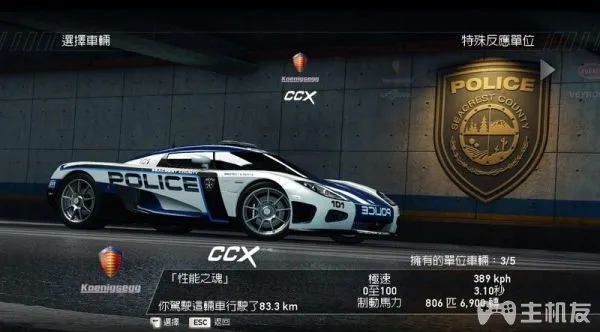 選擇車輛
特殊反應單位
Koenigsegg
CCX
POLICE
SEACREST COUNTY
SEACREST COUNTY
POLICE
101
POLICE
Koenigsegg
CCX
擁有的單位車輛：3/5
「性能之魂」
極速 389 kph
0至100 3.10秒
你駕駛這輛車行駛了83.3 km
制動馬力 806 匹 6,900 轉
選擇 ESC 返回
主机友